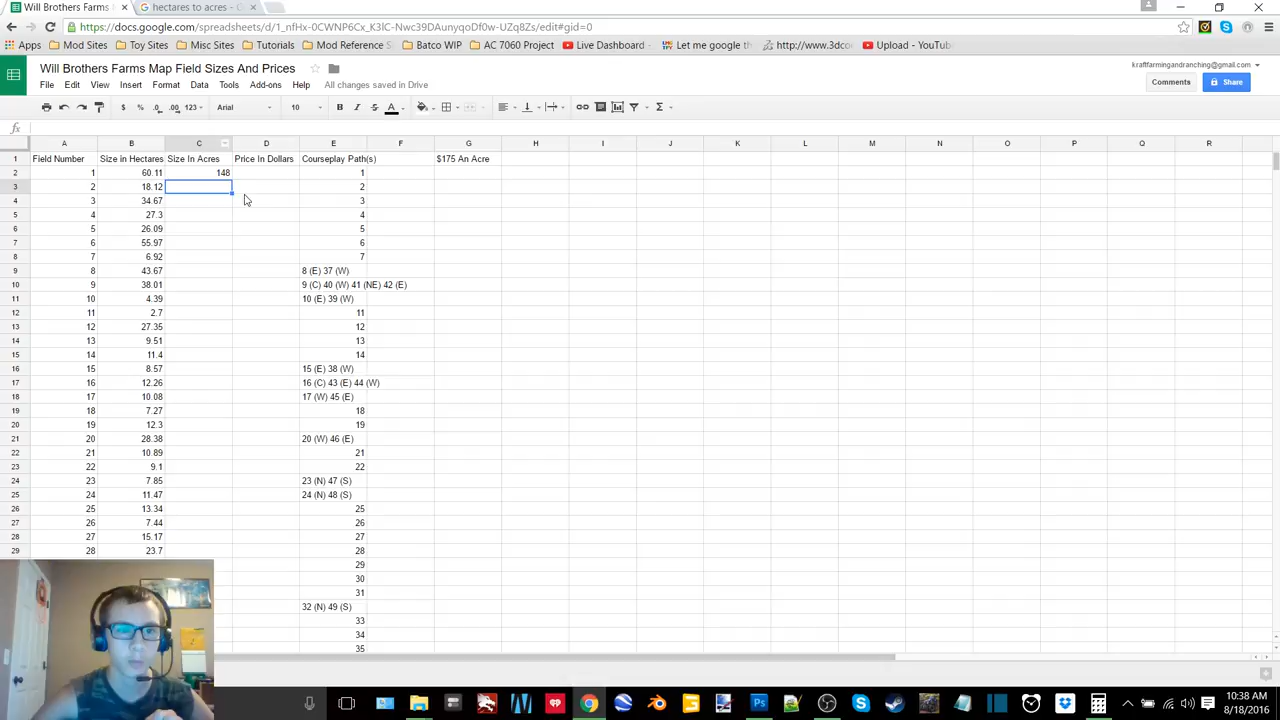 Will Brothers Farms Map F
hectares to acres - Go
https://docs.google.com/spreadsheets/d/1_nfHx-0CWNP6Cx_K3lC-Nwc39DAunyqoDf0w-UZq8Zs/edit#gid=0
Apps Mod Sites Toy Sites Misc Sites Tutorials Mod Reference S Batco WIP AC 7060 Project Live Dashboard Let me google th http://www.3dco Upload - YouTub
Will Brothers Farms Map Field Sizes And Prices
kraftfarmingandranching@gmail.com
File Edit View Insert Format Data Tools Add-ons Help All changes saved in Drive
Comments Share
$ % .0 .00 123 Arial 10 B I S A Σ
fx
A B C D E F G H I J K L M N O P Q R
1 Field Number Size in Hectares Size In Acres Price In Dollars Courseplay Path(s) $175 An Acre
2 1 60.11 148 1
3 2 18.12 2
4 3 34.67 3
5 4 27.3 4
6 5 26.09 5
7 6 55.97 6
8 7 6.92 7
9 8 43.67 8 (E) 37 (W)
10 9 38.01 9 (C) 40 (W) 41 (NE) 42 (E)
11 10 4.39 10 (E) 39 (W)
12 11 2.7 11
13 12 27.35 12
14 13 9.51 13
15 14 11.4 14
16 15 8.57 15 (E) 38 (W)
17 16 12.26 16 (C) 43 (E) 44 (W)
18 17 10.08 17 (W) 45 (E)
19 18 7.27 18
20 19 12.3 19
21 20 28.38 20 (W) 46 (E)
22 21 10.89 21
23 22 9.1 22
24 23 7.85 23 (N) 47 (S)
25 24 11.47 24 (N) 48 (S)
26 25 13.34 25
27 26 7.44 26
28 27 15.17 27
29 28 23.7 28
29
30
31
32 (N) 49 (S)
33
34
35
10:38 AM
8/18/2016